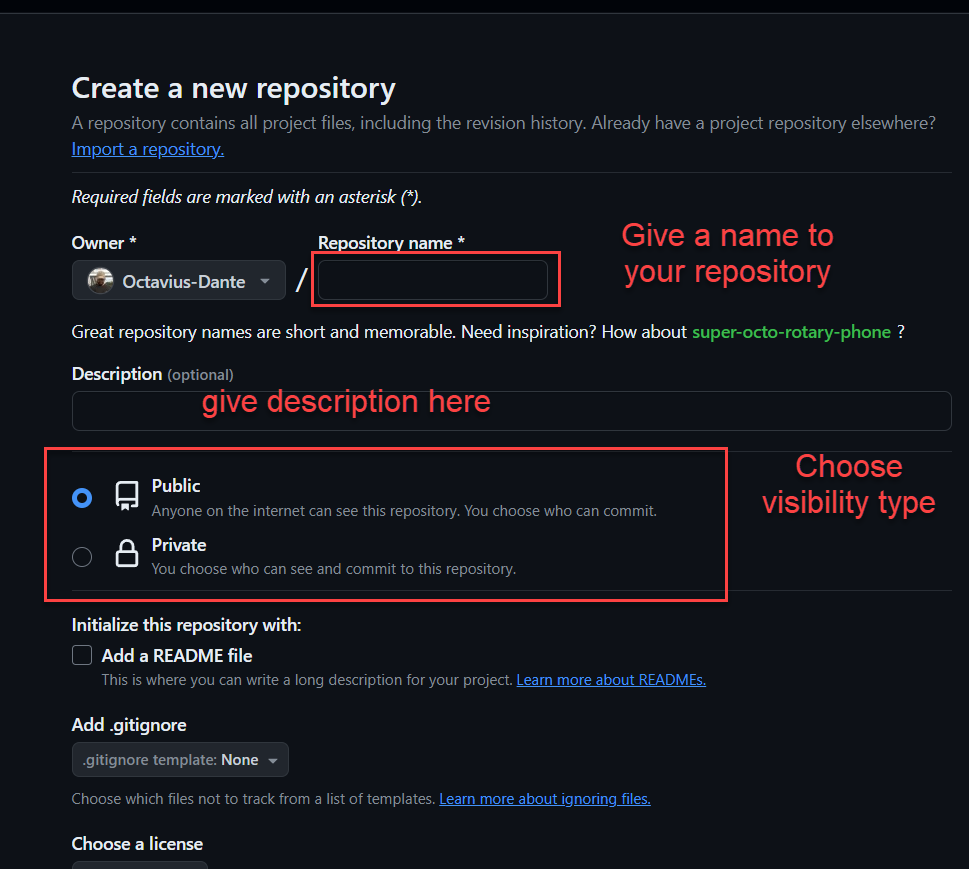 Create a new repository
A repository contains all project files, including the revision history. Already have a project repository elsewhere?
Import a repository.
Required fields are marked with an asterisk (*).
Owner *
Repository name *
Give a name to
your repository
Octavius-Dante
/
Great repository names are short and memorable. Need inspiration? How about super-octo-rotary-phone ?
Description (optional)
give description here
Choose
visibility type
Public
Anyone on the internet can see this repository. You choose who can commit.
Private
You choose who can see and commit to this repository.
Initialize this repository with:
Add a README file
This is where you can write a long description for your project. Learn more about READMEs.
Add .gitignore
.gitignore template: None
Choose which files not to track from a list of templates. Learn more about ignoring files.
Choose a license